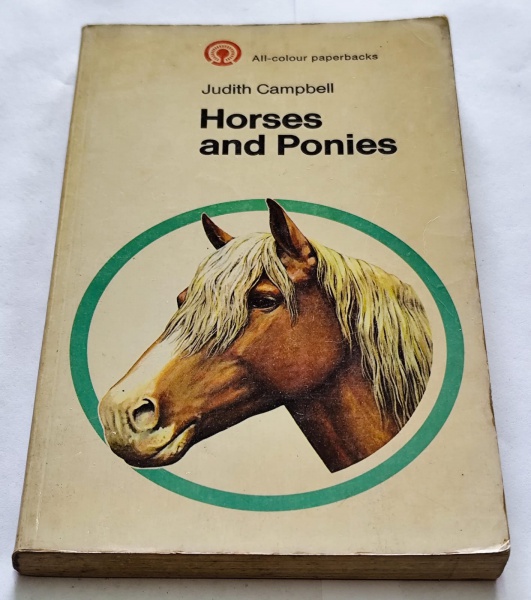 All-colour paperbacks
Judith Campbell
Horses
and Ponies